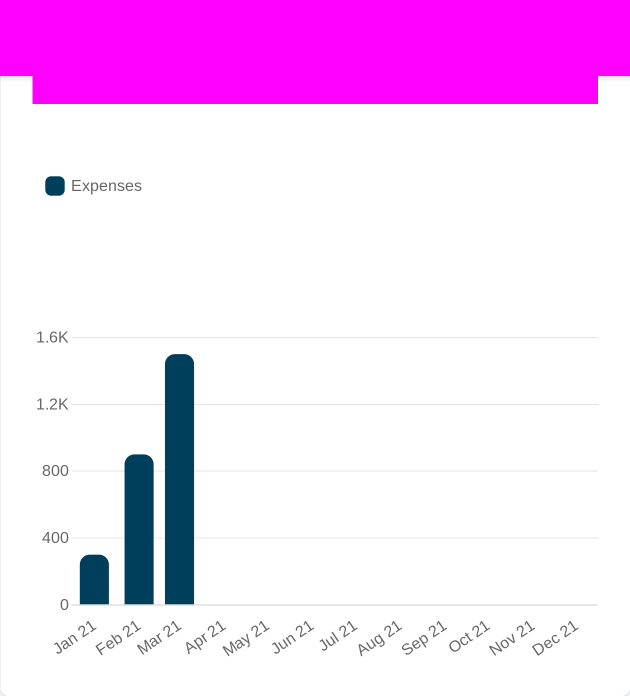 Expenses
1.6K
1.2K
800
400
0
Jan 21
Feb 21
Mar 21
Apr 21
May 21
Jun 21
Jul 21
Aug 21
Sep 21
Oct 21
Nov 21
Dec 21